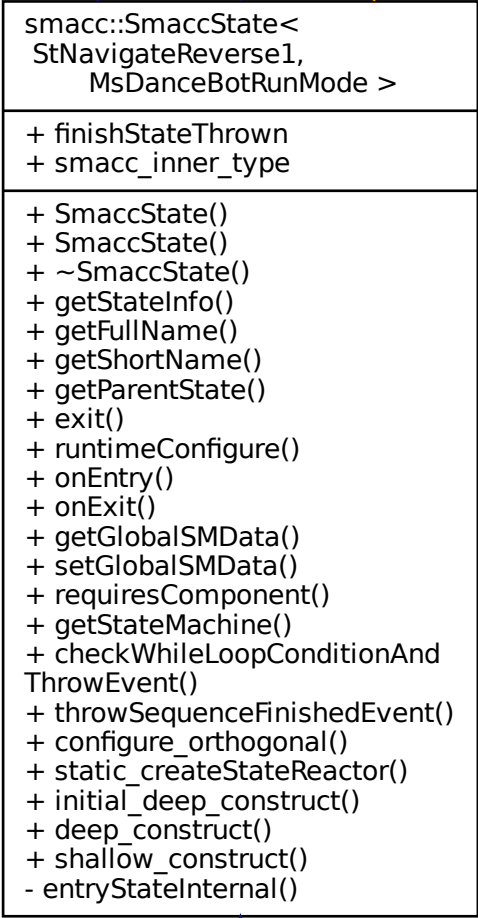 smacc::SmaccState<
StNavigateReverse1,
MsDanceBotRunMode >
+ finishStateThrown
+ smacc_inner_type
+ SmaccState()
+ SmaccState()
+ ~SmaccState()
+ getStateInfo()
+ getFullName()
+ getShortName()
+ getParentState()
+ exit()
+ runtimeConfigure()
+ onEntry()
+ onExit()
+ getGlobalSMData()
+ setGlobalSMData()
+ requiresComponent()
+ getStateMachine()
+ checkWhileLoopConditionAnd
ThrowEvent()
+ throwSequenceFinishedEvent()
+ configure_orthogonal()
+ static_createStateReactor()
+ initial_deep_construct()
+ deep_construct()
+ shallow_construct()
- entryStateInternal()